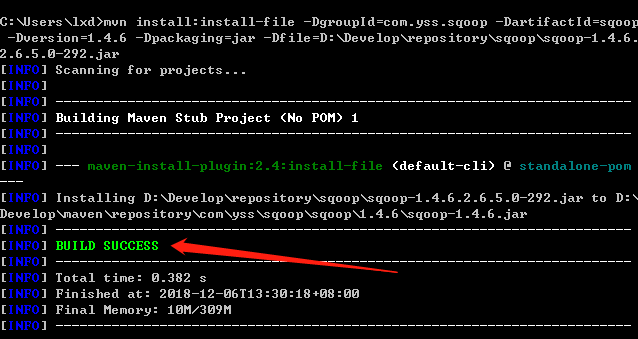 C:\Users\lxd>mvn install:install-file -DgroupId=com.yss.sqoop -DartifactId=sqoop
 -Dversion=1.4.6 -Dpackaging=jar -Dfile=D:\Develop\repository\sqoop\sqoop-1.4.6.
2.6.5.0-292.jar
[INFO] Scanning for projects...
[INFO]
[INFO] ------------------------------------------------------------------------
[INFO] Building Maven Stub Project (No POM) 1
[INFO] ------------------------------------------------------------------------
[INFO]
[INFO] --- maven-install-plugin:2.4:install-file (default-cli) @ standalone-pom
---
[INFO] Installing D:\Develop\repository\sqoop\sqoop-1.4.6.2.6.5.0-292.jar to D:\
Develop\maven\repository\com\yss\sqoop\sqoop\1.4.6\sqoop-1.4.6.jar
[INFO] ------------------------------------------------------------------------
[INFO] BUILD SUCCESS
[INFO] ------------------------------------------------------------------------
[INFO] Total time: 0.382 s
[INFO] Finished at: 2018-12-06T13:30:18+08:00
[INFO] Final Memory: 10M/309M
[INFO] ------------------------------------------------------------------------